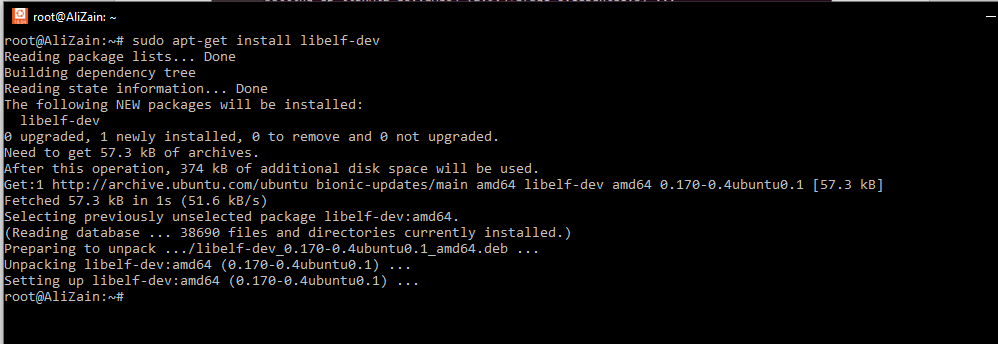 root@AliZain: ~
root@AliZain:~# sudo apt-get install libelf-dev
Reading package lists... Done
Building dependency tree
Reading state information... Done
The following NEW packages will be installed:
  libelf-dev
0 upgraded, 1 newly installed, 0 to remove and 0 not upgraded.
Need to get 57.3 kB of archives.
After this operation, 374 kB of additional disk space will be used.
Get:1 http://archive.ubuntu.com/ubuntu bionic-updates/main amd64 libelf-dev amd64 0.170-0.4ubuntu0.1 [57.3 kB]
Fetched 57.3 kB in 1s (51.6 kB/s)
Selecting previously unselected package libelf-dev:amd64.
(Reading database ... 38690 files and directories currently installed.)
Preparing to unpack .../libelf-dev_0.170-0.4ubuntu0.1_amd64.deb ...
Unpacking libelf-dev:amd64 (0.170-0.4ubuntu0.1) ...
Setting up libelf-dev:amd64 (0.170-0.4ubuntu0.1) ...
root@AliZain:~#